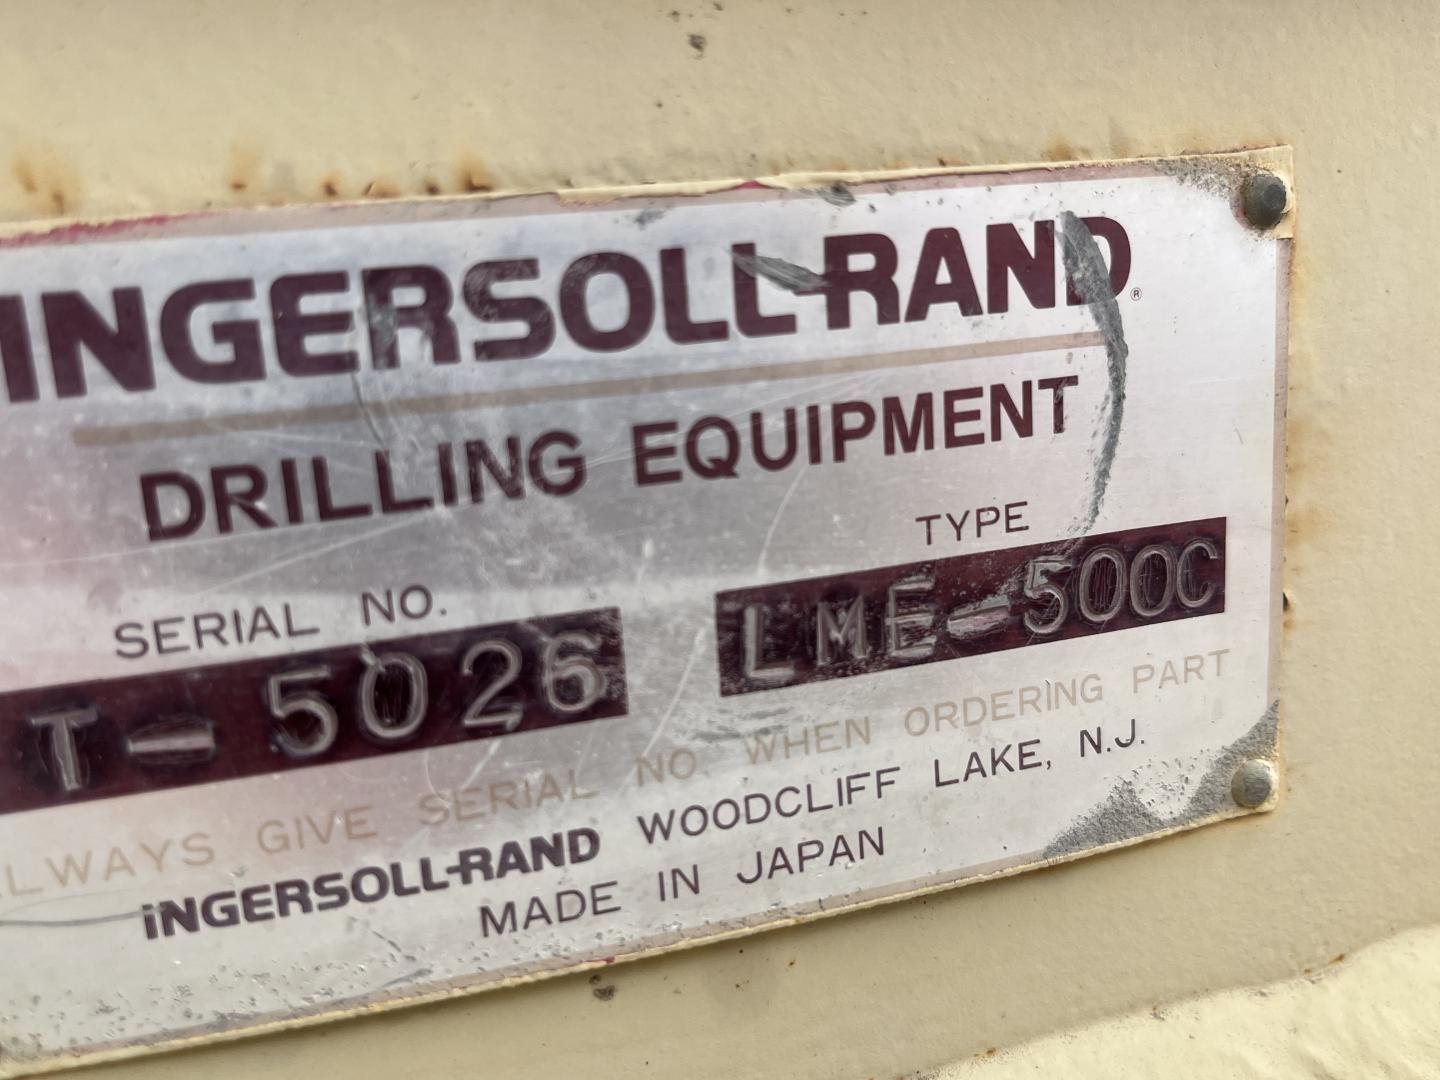 INGERSOLL-RAND®
DRILLING EQUIPMENT
SERIAL NO. TYPE
T-5026 LME-500C
ALWAYS GIVE SERIAL NO WHEN ORDERING PART
INGERSOLL-RAND WOODCLIFF LAKE, N.J.
MADE IN JAPAN